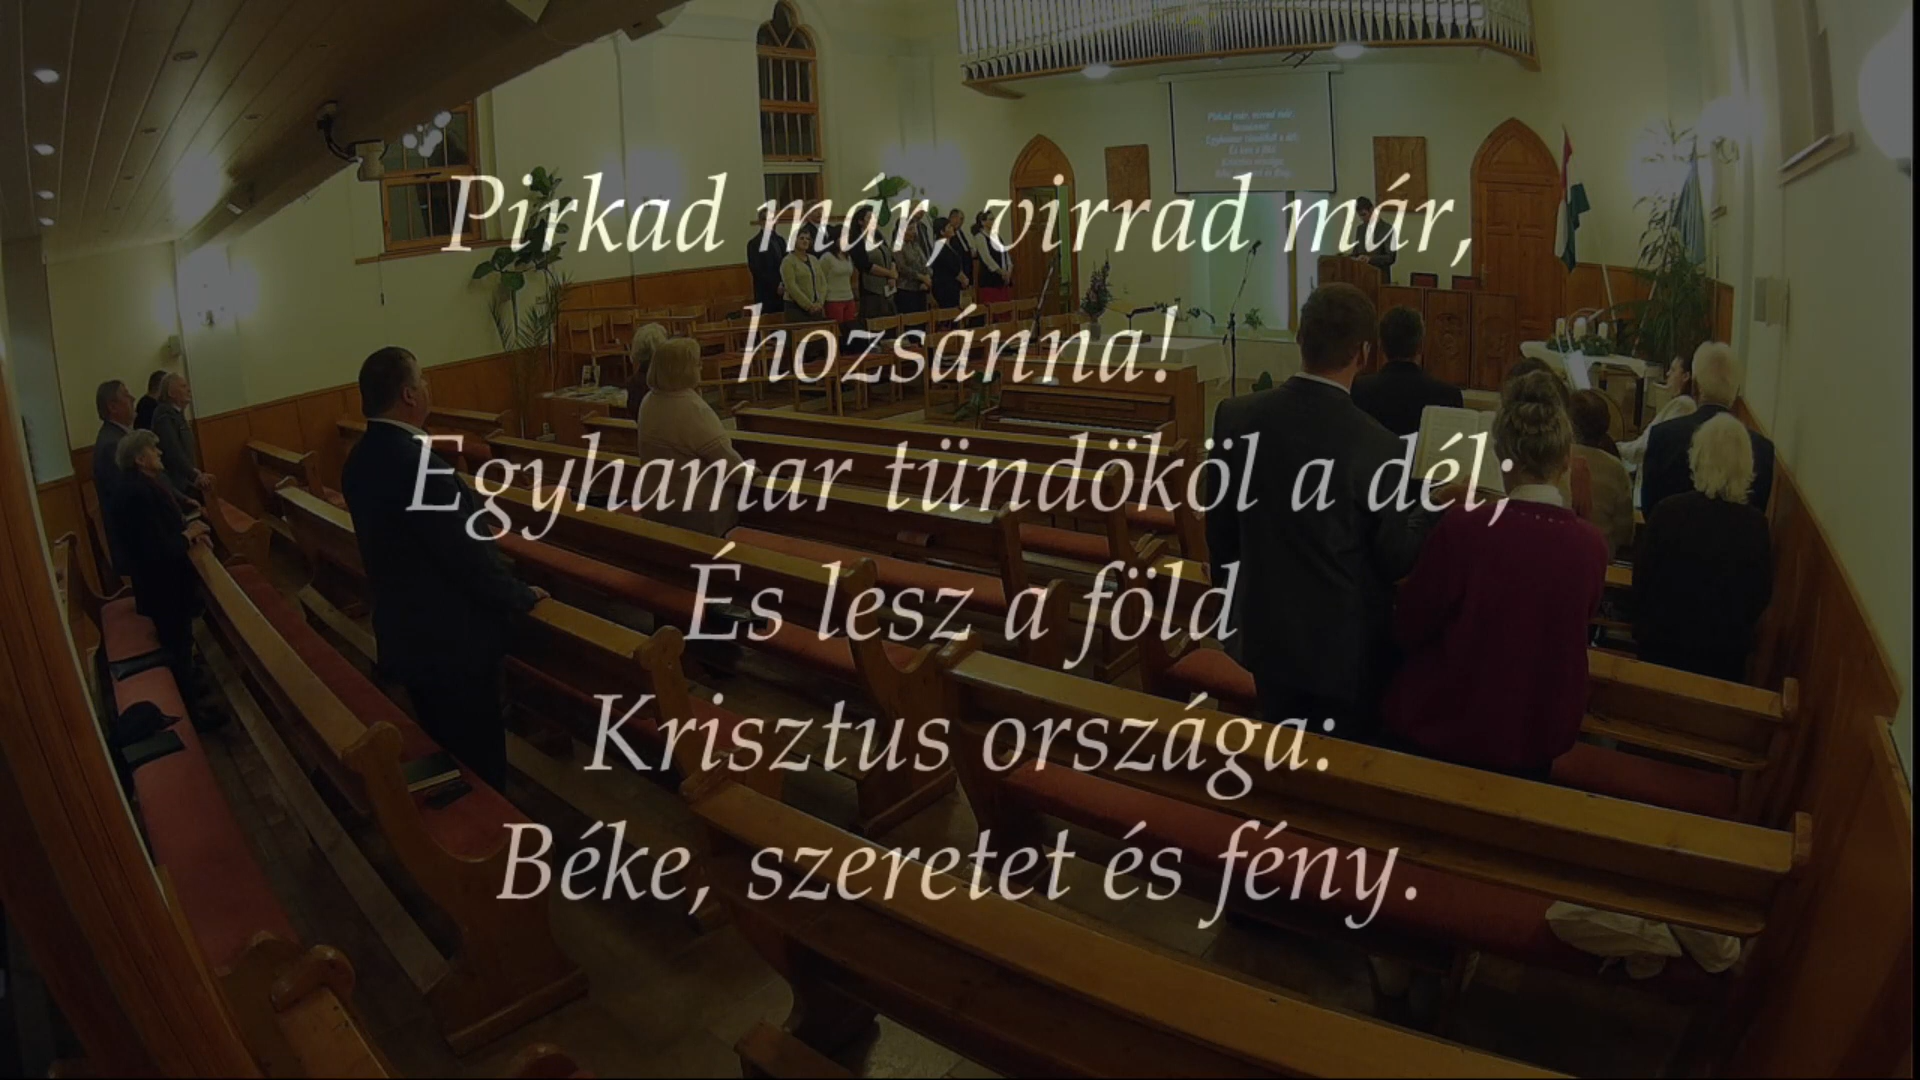 Pirkad már, virrad már,
hozsánna!
Egyhamar tündököl a dél;
És lesz a föld
Krisztus országa:
Béke, szeretet és fény.